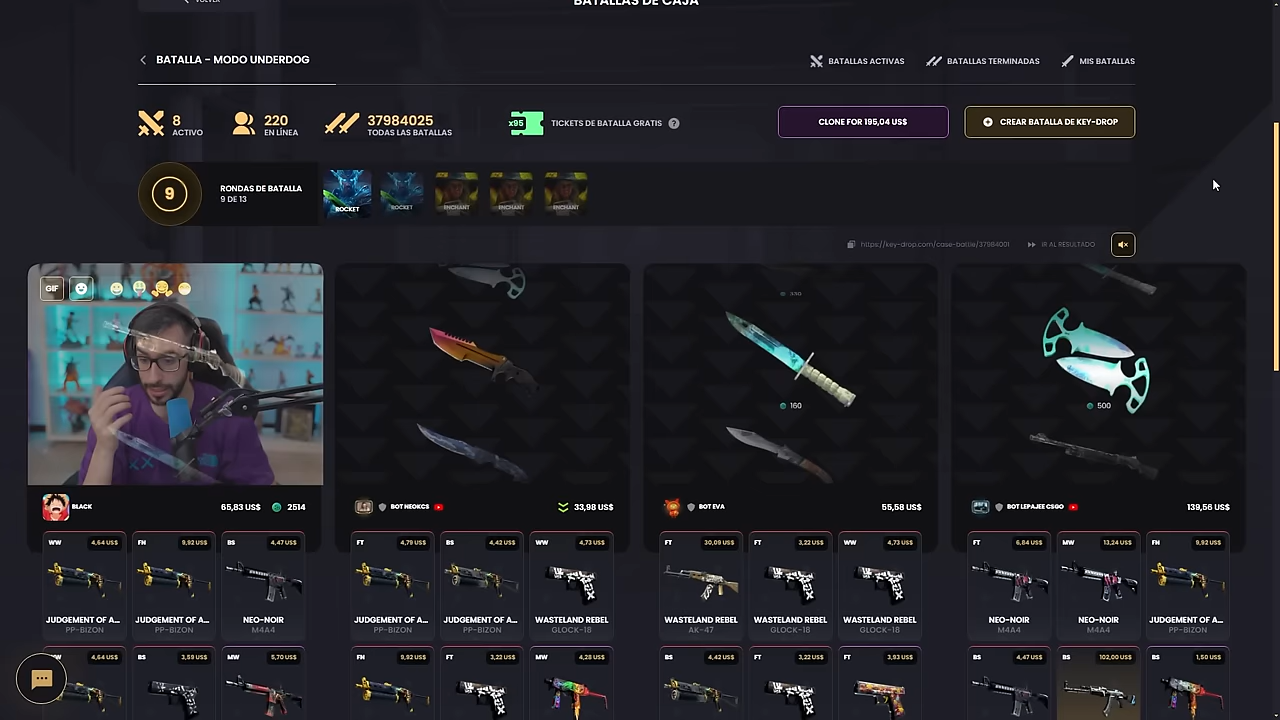 VOLVER
BATALLAS DE CAJA
BATALLA - MODO UNDERDOG
BATALLAS ACTIVAS
BATALLAS TERMINADAS
MIS BATALLAS
8
ACTIVO
220
EN LÍNEA
37984025
TODAS LAS BATALLAS
x95
TICKETS DE BATALLA GRATIS
?
CLONE FOR 195,04 US$
CREAR BATALLA DE KEY-DROP
9
RONDAS DE BATALLA
9 DE 13
ROCKET
ROCKET
ENCHANT
ENCHANT
ENCHANT
https://key-drop.com/case-battle/37984001
IR AL RESULTADO
GIF
160
500
BLACK
65,83 US$
2514
BOT NEOKCS
33,98 US$
BOT EVA
55,58 US$
BOT LEPAJEE CSGO
139,56 US$
WW 4,64 US$
JUDGEMENT OF A...
PP-BIZON
FN 9,92 US$
JUDGEMENT OF A...
PP-BIZON
BS 4,47 US$
NEO-NOIR
M4A4
FT 4,79 US$
JUDGEMENT OF A...
PP-BIZON
BS 4,42 US$
JUDGEMENT OF A...
PP-BIZON
WW 4,73 US$
WASTELAND REBEL
GLOCK-18
FT 30,09 US$
WASTELAND REBEL
AK-47
FT 3,22 US$
WASTELAND REBEL
GLOCK-18
WW 4,73 US$
WASTELAND REBEL
GLOCK-18
FT 6,84 US$
NEO-NOIR
M4A4
MW 13,24 US$
NEO-NOIR
M4A4
FN 9,92 US$
JUDGEMENT OF A...
PP-BIZON
4,64 US$
BS 3,59 US$
MW 5,70 US$
FN 9,92 US$
FT 3,22 US$
MW 4,28 US$
BS 4,42 US$
FT 3,22 US$
FT 3,93 US$
BS 4,47 US$
BS 102,00 US$
BS 1,50 US$